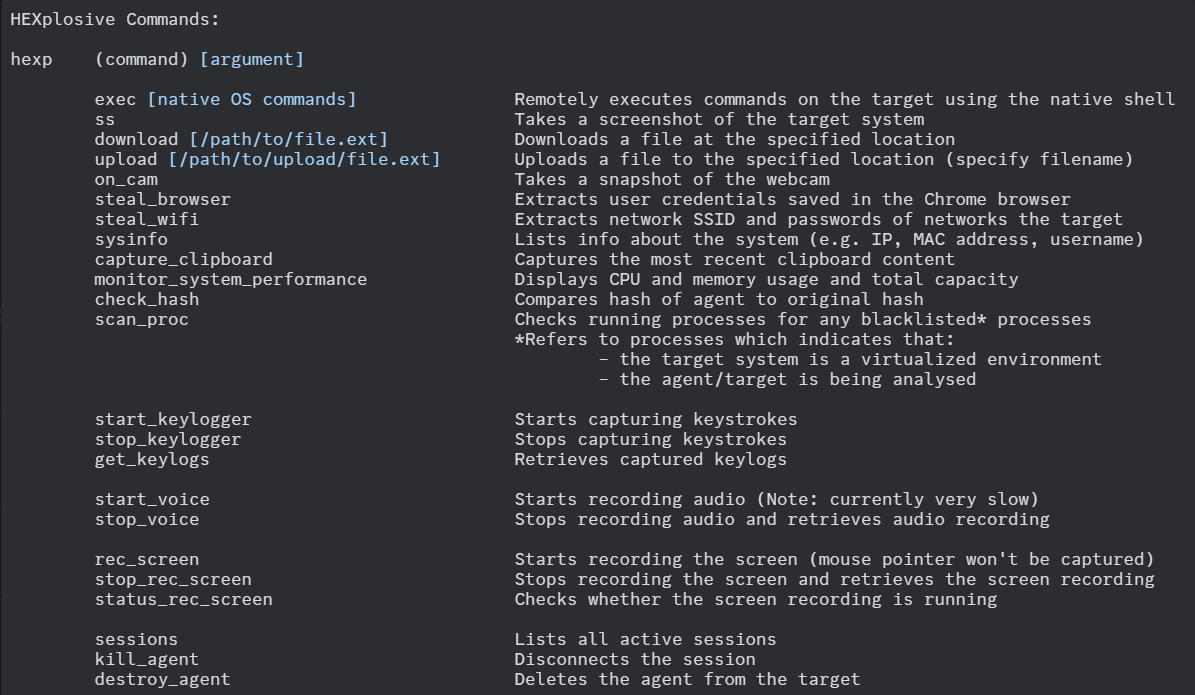 HEXplosive Commands:
hexp (command) [argument]
exec [native OS commands] Remotely executes commands on the target using the native shell
ss Takes a screenshot of the target system
download [/path/to/file.ext] Downloads a file at the specified location
upload [/path/to/upload/file.ext] Uploads a file to the specified location (specify filename)
on_cam Takes a snapshot of the webcam
steal_browser Extracts user credentials saved in the Chrome browser
steal_wifi Extracts network SSID and passwords of networks the target
sysinfo Lists info about the system (e.g. IP, MAC address, username)
capture_clipboard Captures the most recent clipboard content
monitor_system_performance Displays CPU and memory usage and total capacity
check_hash Compares hash of agent to original hash
scan_proc Checks running processes for any blacklisted* processes
*Refers to processes which indicates that:
- the target system is a virtualized environment
- the agent/target is being analysed
start_keylogger Starts capturing keystrokes
stop_keylogger Stops capturing keystrokes
get_keylogs Retrieves captured keylogs
start_voice Starts recording audio (Note: currently very slow)
stop_voice Stops recording audio and retrieves audio recording
rec_screen Starts recording the screen (mouse pointer won't be captured)
stop_rec_screen Stops recording the screen and retrieves the screen recording
status_rec_screen Checks whether the screen recording is running
sessions Lists all active sessions
kill_agent Disconnects the session
destroy_agent Deletes the agent from the target